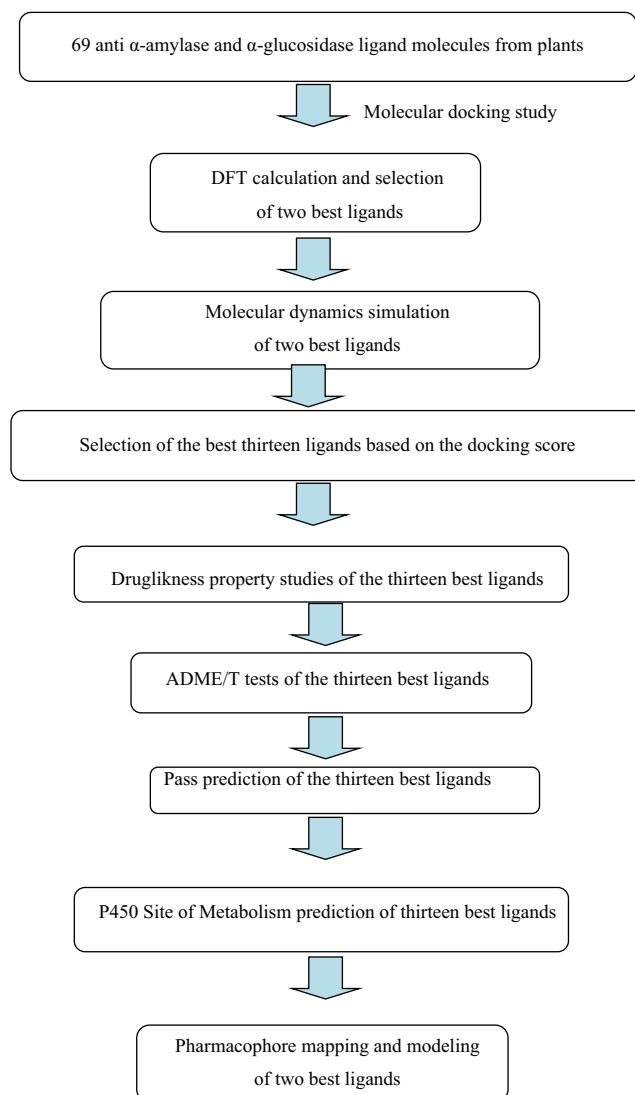 69 anti α-amylase and α-glucosidase ligand molecules from plants
Molecular docking study
DFT calculation and selection
of two best ligands
Molecular dynamics simulation
of two best ligands
Selection of the best thirteen ligands based on the docking score
Druglikness property studies of the thirteen best ligands
ADME/T tests of the thirteen best ligands
Pass prediction of the thirteen best ligands
P450 Site of Metabolism prediction of thirteen best ligands
Pharmacophore mapping and modeling
of two best ligands